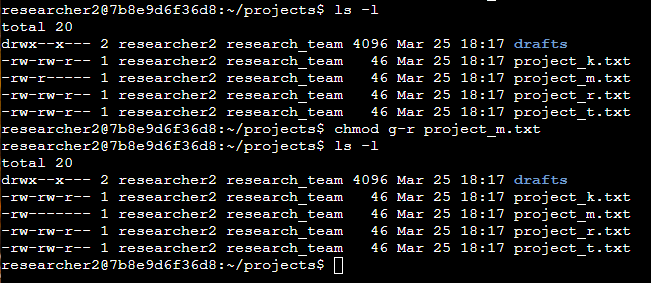 researcher2@7b8e9d6f36d8:~/projects$ ls -l
total 20
drwx--x--- 2 researcher2 research_team 4096 Mar 25 18:17 drafts
-rw-rw-r-- 1 researcher2 research_team   46 Mar 25 18:17 project_k.txt
-rw-r----- 1 researcher2 research_team   46 Mar 25 18:17 project_m.txt
-rw-rw-r-- 1 researcher2 research_team   46 Mar 25 18:17 project_r.txt
-rw-rw-r-- 1 researcher2 research_team   46 Mar 25 18:17 project_t.txt
researcher2@7b8e9d6f36d8:~/projects$ chmod g-r project_m.txt
researcher2@7b8e9d6f36d8:~/projects$ ls -l
total 20
drwx--x--- 2 researcher2 research_team 4096 Mar 25 18:17 drafts
-rw-rw-r-- 1 researcher2 research_team   46 Mar 25 18:17 project_k.txt
-rw------- 1 researcher2 research_team   46 Mar 25 18:17 project_m.txt
-rw-rw-r-- 1 researcher2 research_team   46 Mar 25 18:17 project_r.txt
-rw-rw-r-- 1 researcher2 research_team   46 Mar 25 18:17 project_t.txt
researcher2@7b8e9d6f36d8:~/projects$